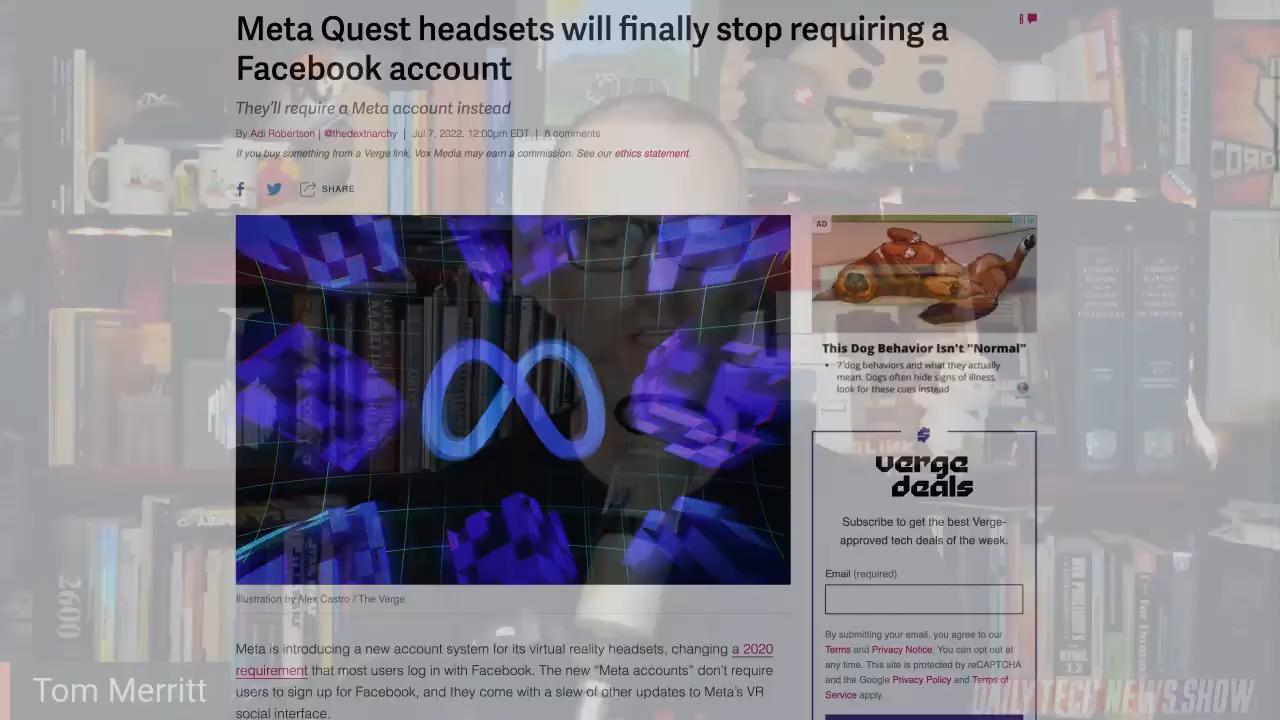 Meta Quest headsets will finally stop requiring a
Facebook account
8
They'll require a Meta account instead
By Adi Robertson | @thedextriarchy | Jul 7, 2022, 12:00pm EDT | 8 comments
If you buy something from a Verge link, Vox Media may earn a commission. See our ethics statement.
SHARE
AD
This Dog Behavior Isn't "Normal"
• 7 dog behaviors and what they actually
mean. Dogs often hide signs of illness,
look for these cues instead
verge
deals
Subscribe to get the best Verge-
approved tech deals of the week.
Email (required)
By submitting your email, you agree to our
Terms and Privacy Notice. You can opt out at
any time. This site is protected by reCAPTCHA
and the Google Privacy Policy and Terms of
Service apply.
Illustration by Alex Castro / The Verge
Meta is introducing a new account system for its virtual reality headsets, changing a 2020
requirement that most users log in with Facebook. The new “Meta accounts” don’t require
users to sign up for Facebook, and they come with a slew of other updates to Meta’s VR
social interface.
2600
Tom Merritt
DAILY TECH NEWS SHOW